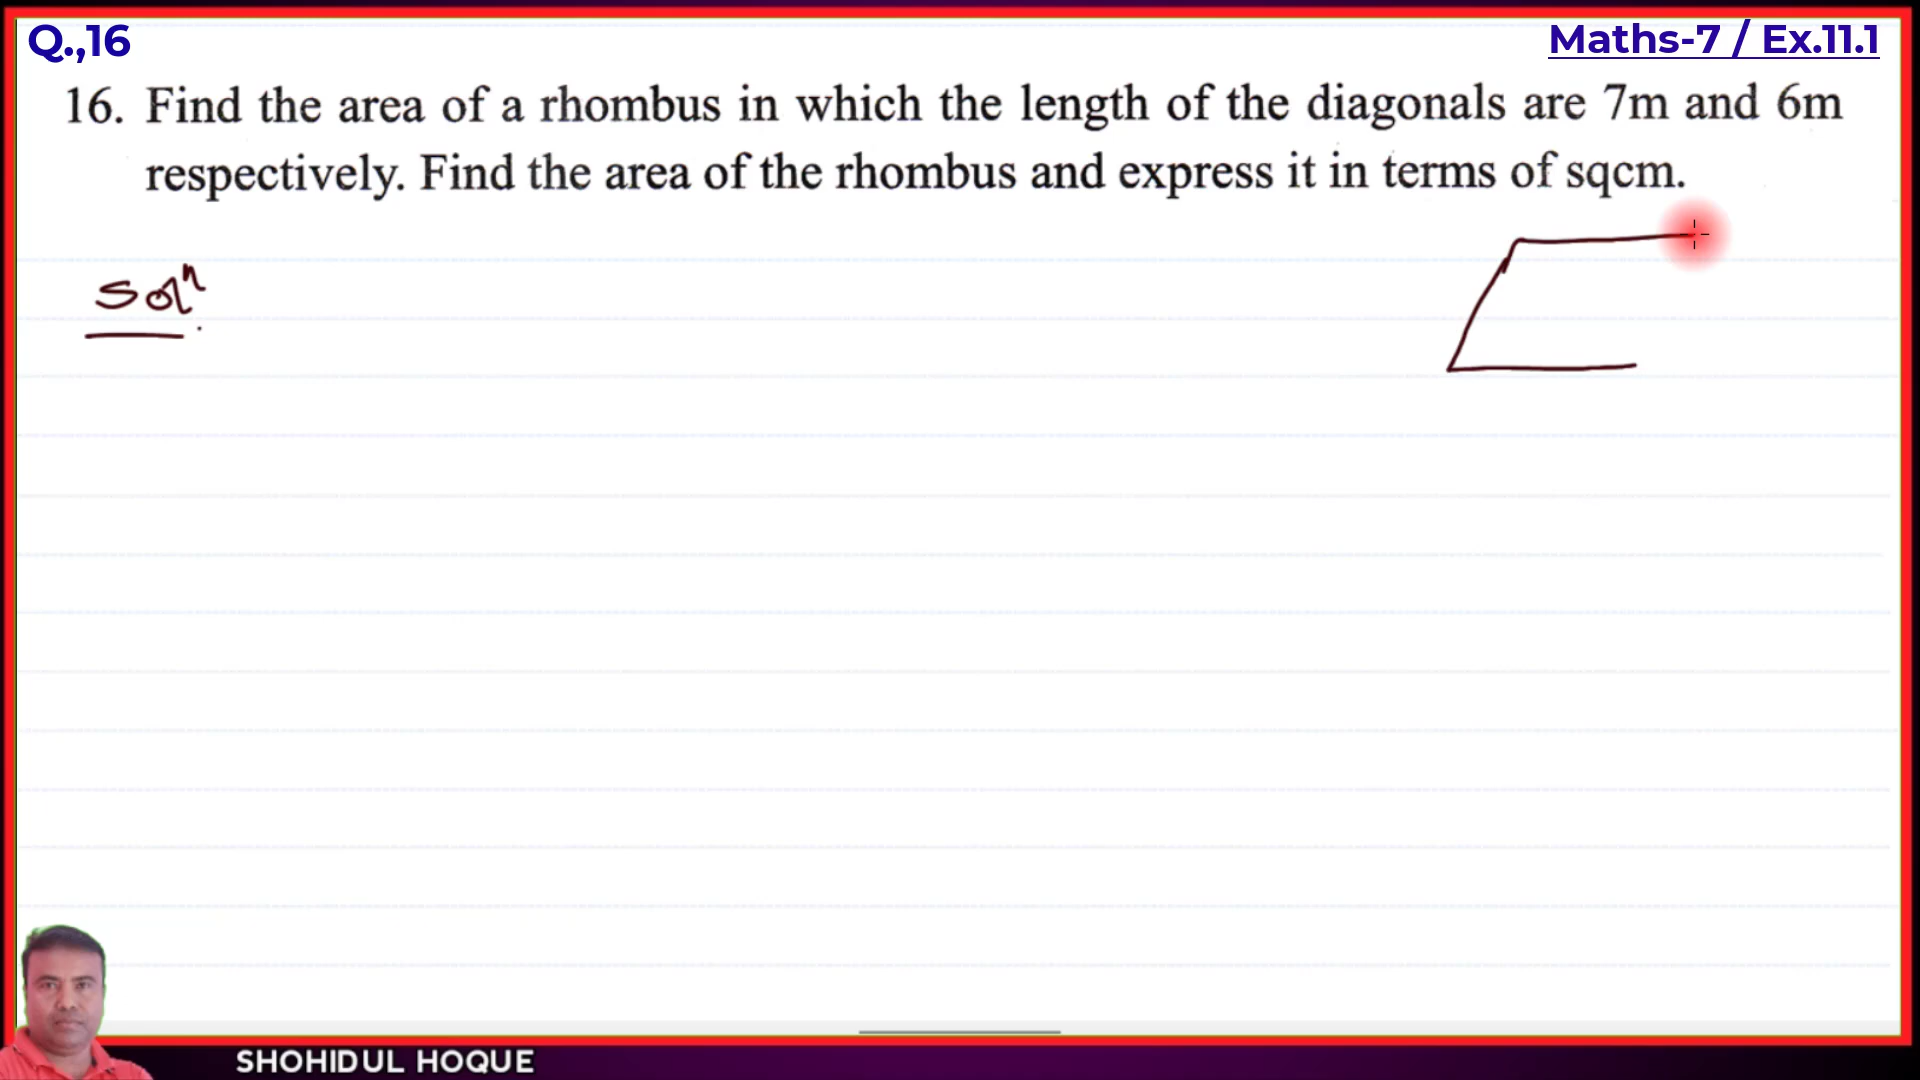 Q.,16
Maths-7 / Ex.11.1
16. Find the area of a rhombus in which the length of the diagonals are 7m and 6m
respectively. Find the area of the rhombus and express it in terms of sqcm.
Solⁿ
SHOHIDUL HOQUE